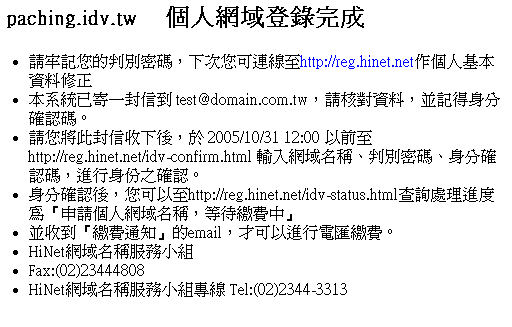 paching.idv.tw 個人網域登錄完成
請牢記您的判別密碼，下次您可連線至http://reg.hinet.net作個人基本
資料修正
本系統已寄一封信到 test@domain.com.tw，請核對資料，並記得身分
確認碼。
請您將此封信收下後，於 2005/10/31 12:00 以前至
http://reg.hinet.net/idv-confirm.html 輸入網域名稱、判別密碼、身分確
認碼，進行身份之確認。
身分確認後，您可以至http://reg.hinet.net/idv-status.html查詢處理進度
為『申請個人網域名稱，等待繳費中』
並收到『繳費通知』的email，才可以進行電匯繳費。
HiNet網域名稱服務小組
Fax:(02)23444808
HiNet網域名稱服務小組專線 Tel:(02)2344-3313